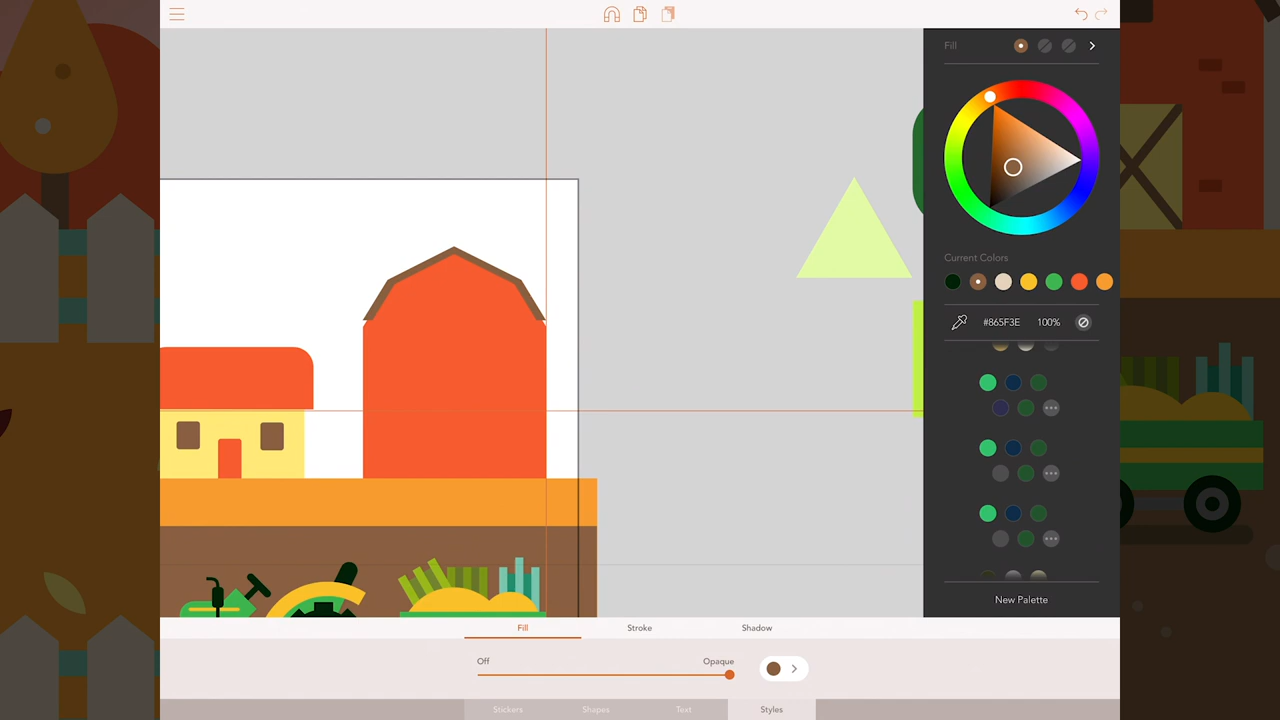 Fill
Current Colors
#865F3E 100%
New Palette
Fill Stroke Shadow
Off Opaque
Stickers Shapes Text Styles